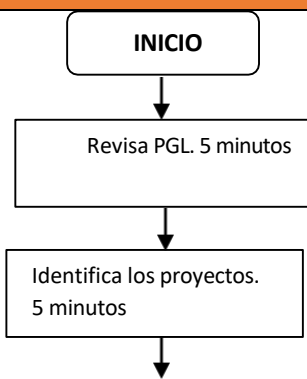 INICIO
Revisa PGL. 5 minutos
Identifica los proyectos.
5 minutos